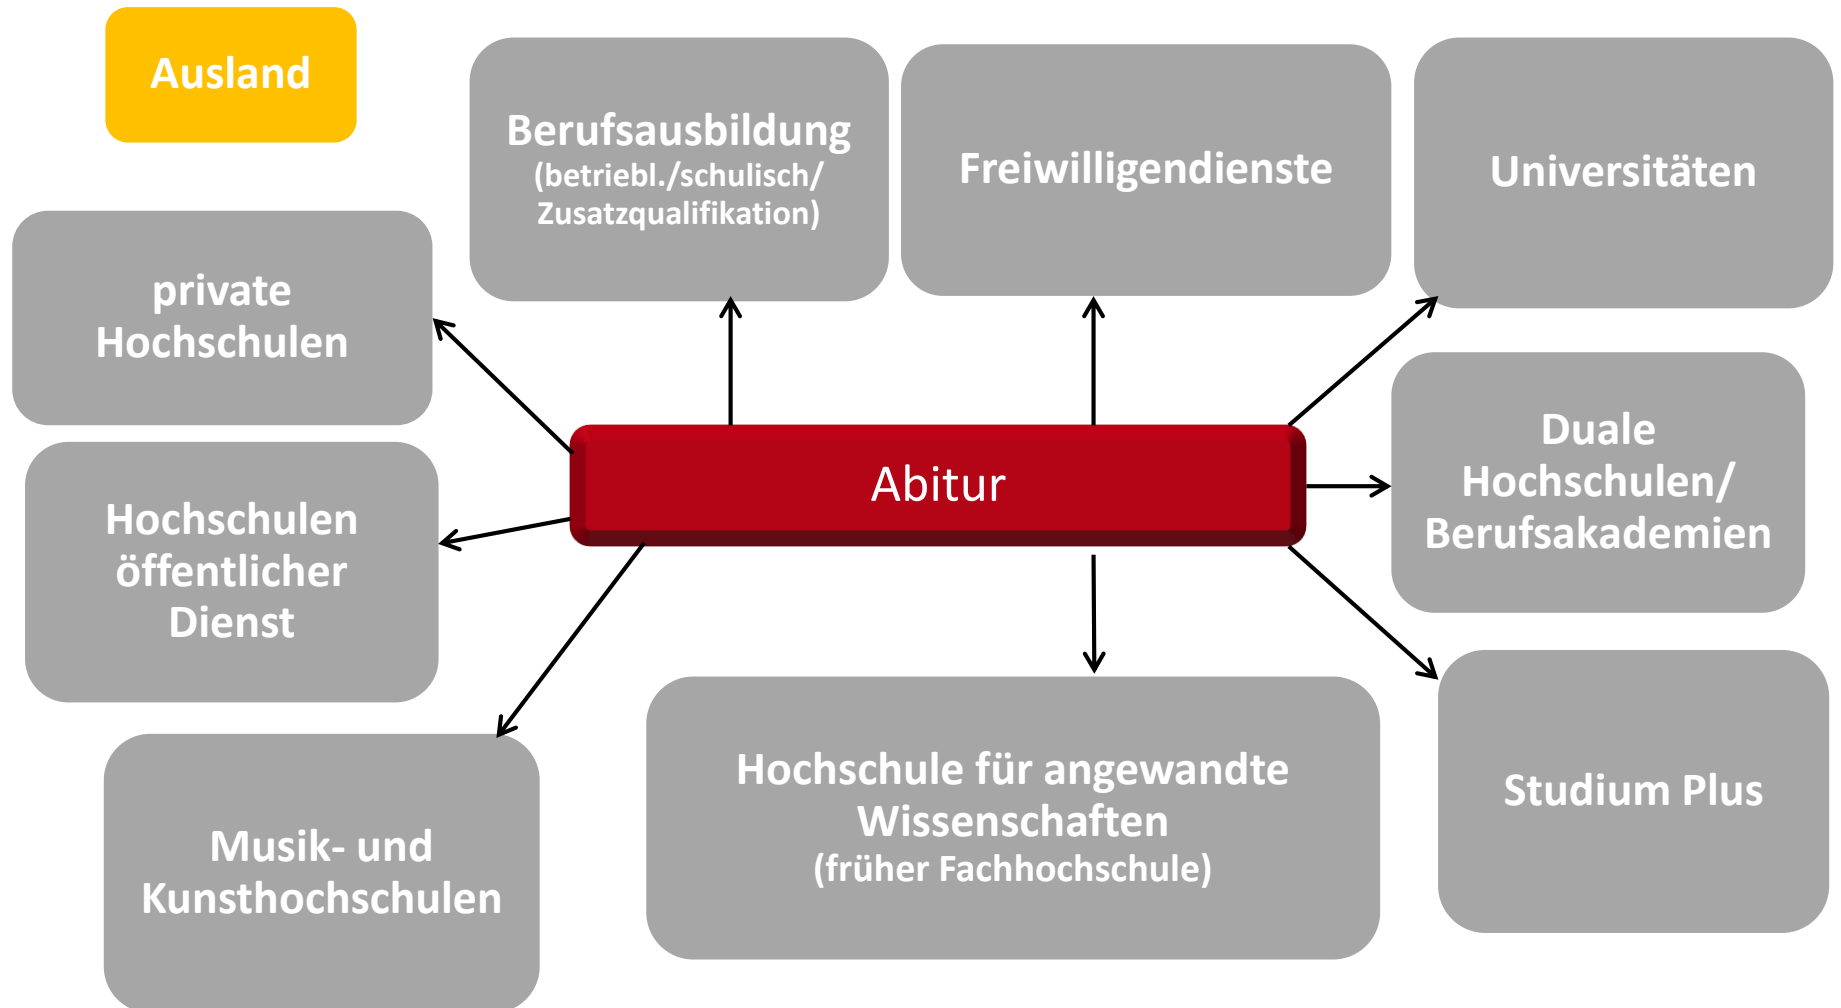 Ausland
Berufsausbildung
(betriebl./schulisch/
Zusatzqualifikation)
Freiwilligendienste
Universitäten
private
Hochschulen
Abitur
Duale
Hochschulen/
Berufsakademien
Hochschulen
öffentlicher
Dienst
Musik- und
Kunsthochschulen
Hochschule für angewandte
Wissenschaften
(früher Fachhochschule)
Studium Plus